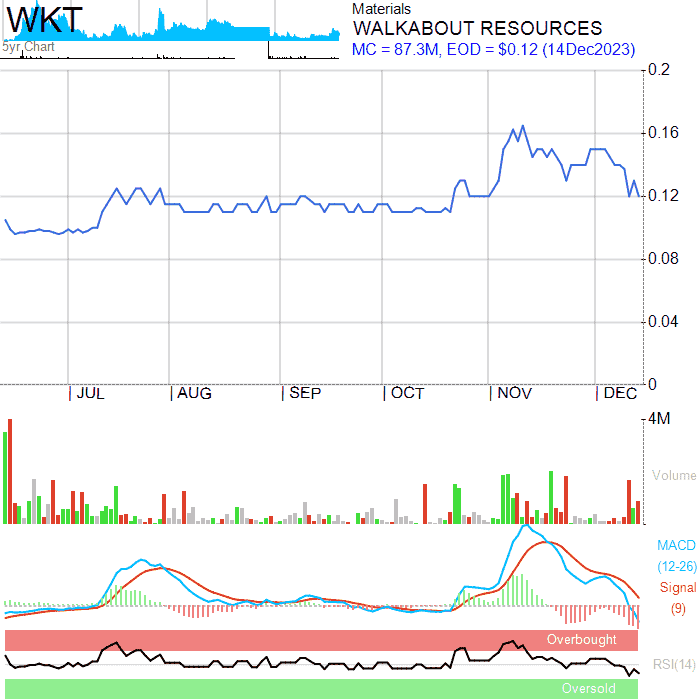 WKT
5yr Chart
Materials
WALKABOUT RESOURCES
MC = 87.3M, EOD = $0.12 (14Dec2023)
0.2
0.16
0.12
0.08
0.04
0
JUL AUG SEP OCT NOV DEC
4M
Volume
MACD
(12-26)
Signal
(9)
Overbought
RSI(14)
Oversold